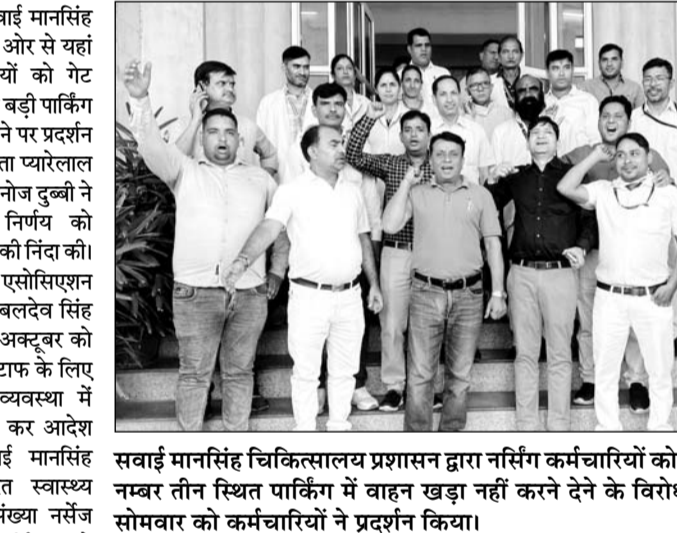 वाई मानसिंह
ओर से यहां
यों को गेट
बड़ी पार्किंग
ने पर प्रदर्शन
ता प्यारेलाल
नोज दुब्बी ने
निर्णय को
की निंदा की।
एसोसिएशन
बलदेव सिंह
अक्टूबर को
टाफ के लिए
व्यवस्था में
कर आदेश
ाई मानसिंह
त स्वास्थ्य
संख्या नर्सेज
सवाई मानसिंह चिकित्सालय प्रशासन द्वारा नर्सिंग कर्मचारियों को
नम्बर तीन स्थित पार्किंग में वाहन खड़ा नहीं करने देने के विरोध
सोमवार को कर्मचारियों ने प्रदर्शन किया।